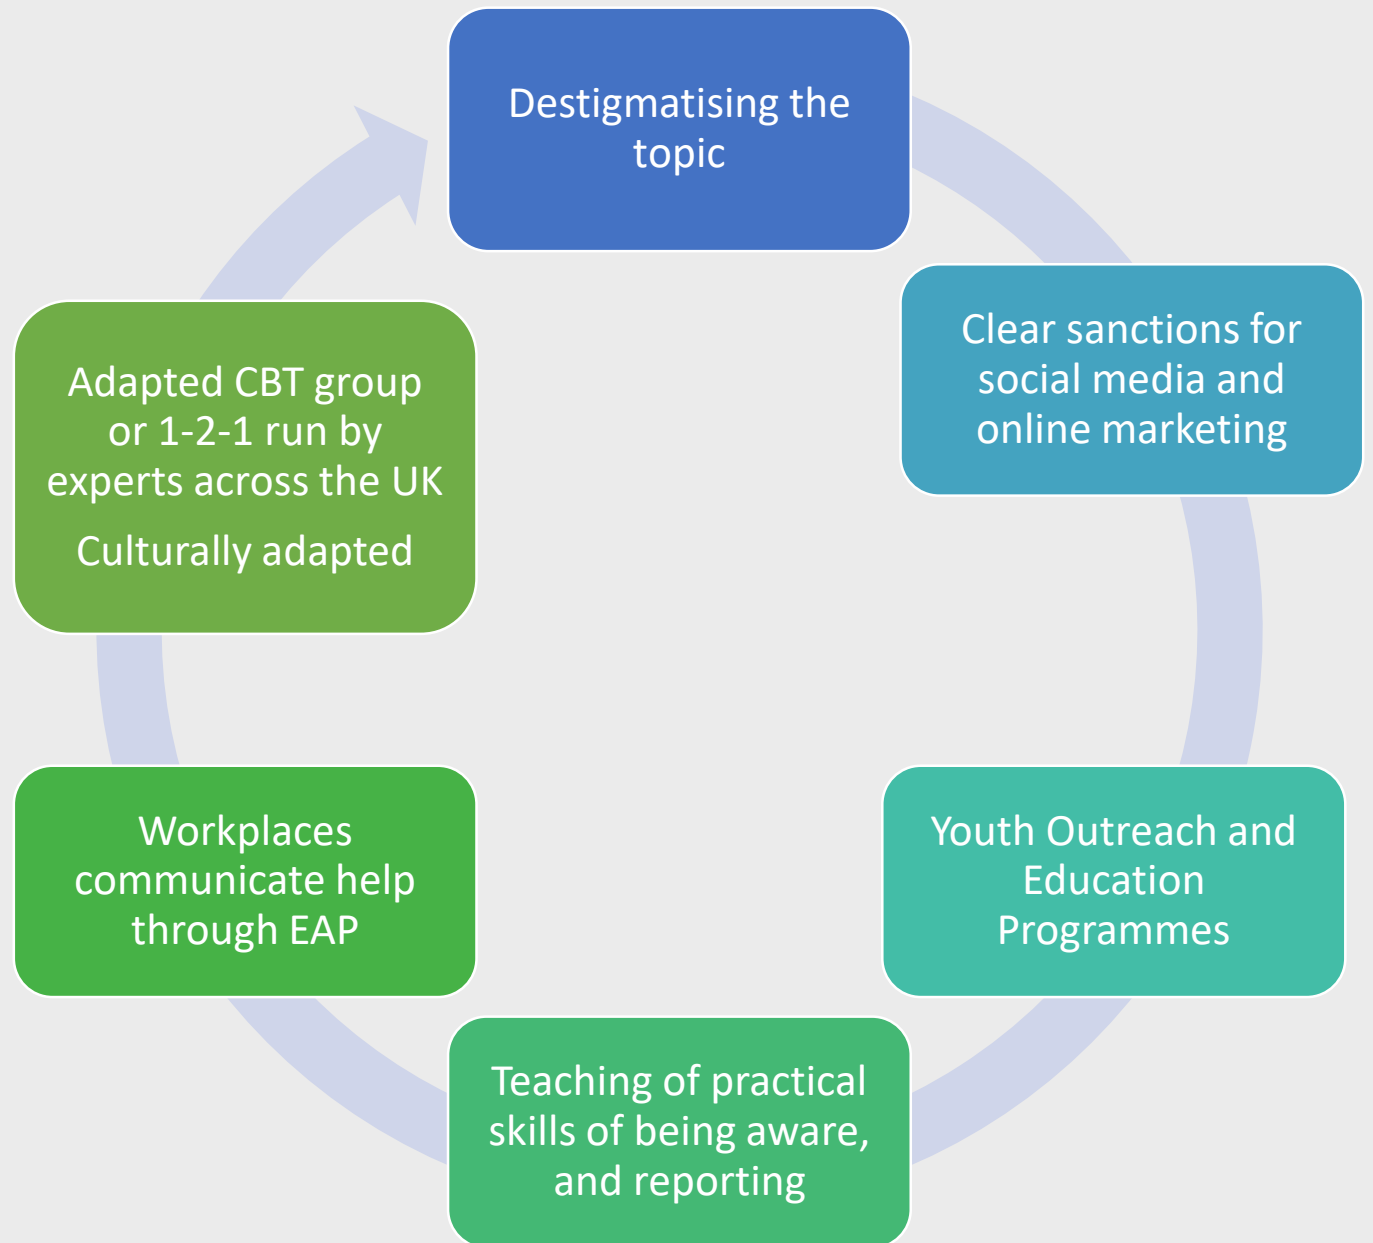 Destigmatising the
topic
Clear sanctions for
social media and
online marketing
Youth Outreach and
Education
Programmes
Teaching of practical
skills of being aware,
and reporting
Workplaces
communicate help
through EAP
Adapted CBT group
or 1-2-1 run by
experts across the UK
Culturally adapted